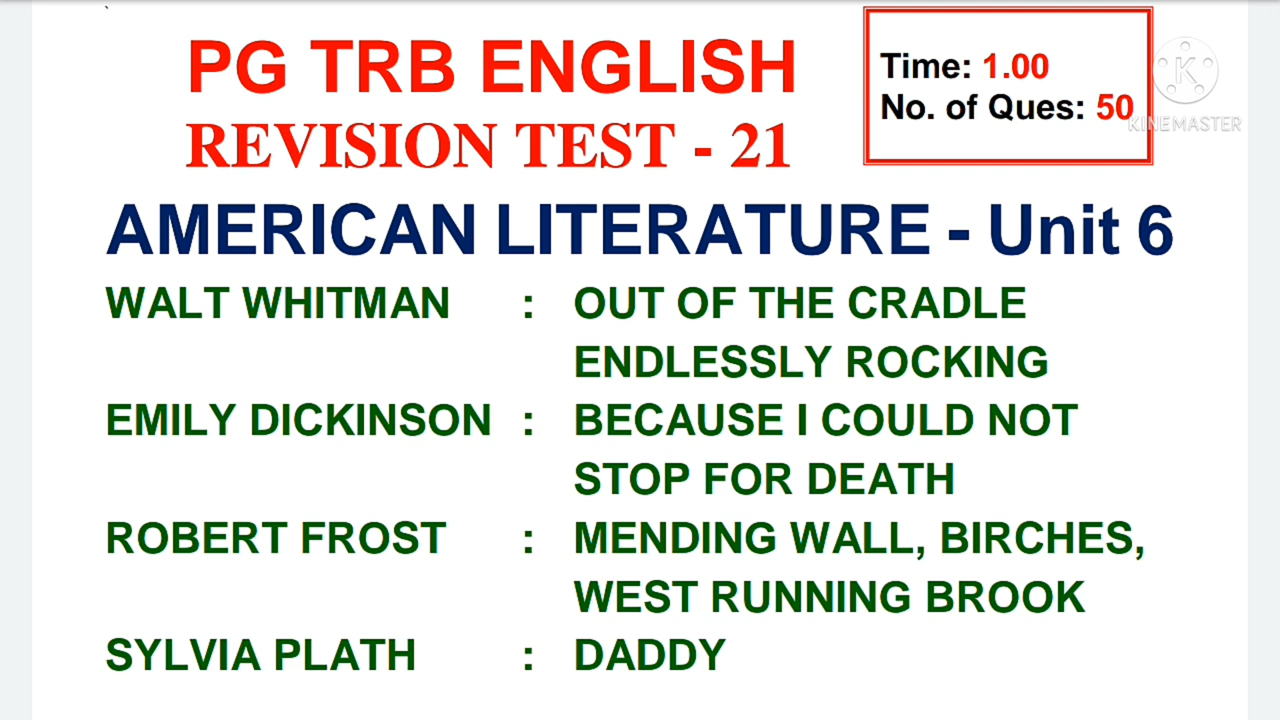 PG TRB ENGLISH
REVISION TEST - 21
Time: 1.00
No. of Ques: 50
KINEMASTER
AMERICAN LITERATURE - Unit 6
WALT WHITMAN : OUT OF THE CRADLE
ENDLESSLY ROCKING
EMILY DICKINSON : BECAUSE I COULD NOT
STOP FOR DEATH
ROBERT FROST : MENDING WALL, BIRCHES,
WEST RUNNING BROOK
SYLVIA PLATH : DADDY